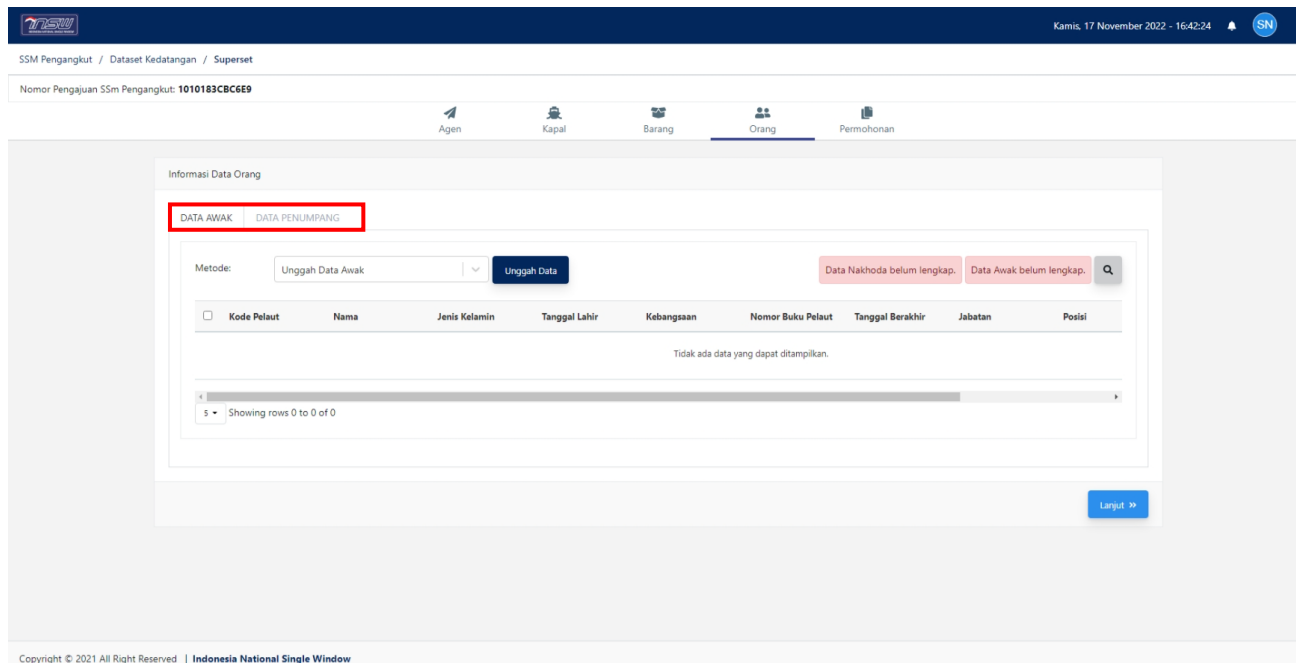 Kamis, 17 November 2022 - 16:42:24 SN
SSM Pengangkut / Dataset Kedatangan / Superset
Nomor Pengajuan SSm Pengangkut: 1010183CBC6E9
Agen Kapal Barang Orang Permohonan
Informasi Data Orang
DATA AWAK DATA PENUMPANG
Metode: Unggah Data Awak Unggah Data Data Nakhoda belum lengkap. Data Awak belum lengkap.
Kode Pelaut Nama Jenis Kelamin Tanggal Lahir Kebangsaan Nomor Buku Pelaut Tanggal Berakhir Jabatan Posisi
Tidak ada data yang dapat ditampilkan.
5 Showing rows 0 to 0 of 0
Lanjut »
Copyright © 2021 All Right Reserved | Indonesia National Single Window